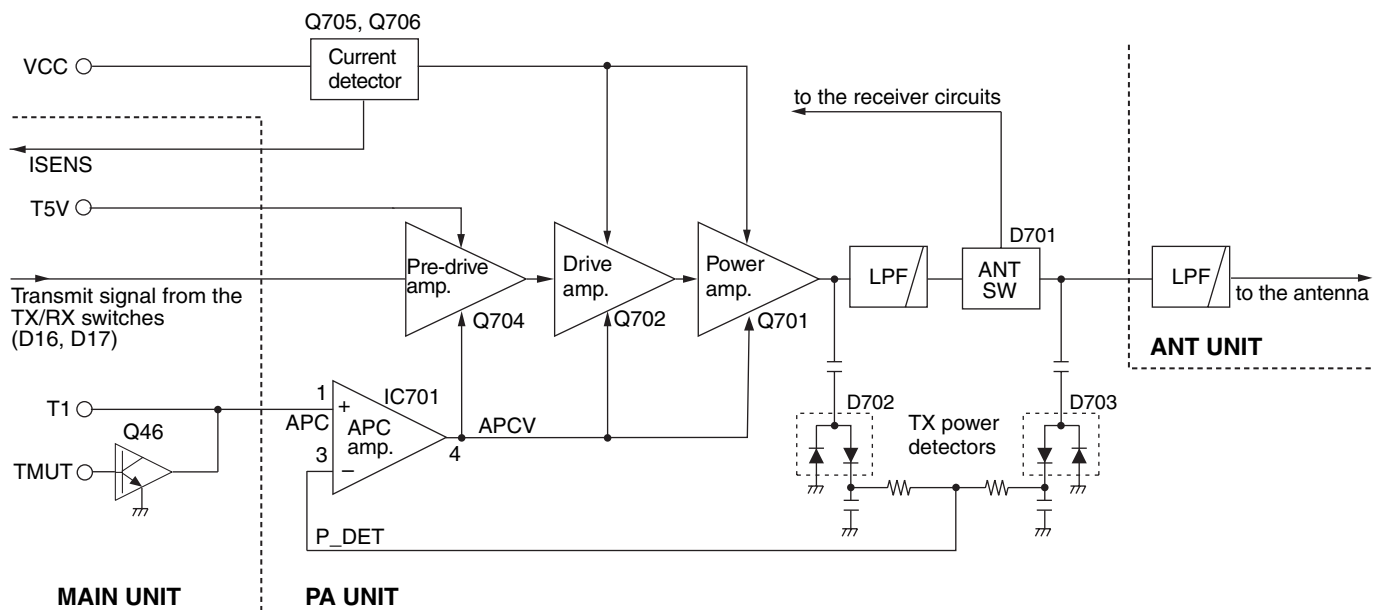 Q705, Q706
VCC
Current
detector
to the receiver circuits
ISENS
T5V
D701
Pre-drive
amp.
Drive
amp.
Power
amp.
LPF
ANT
SW
LPF
to the antenna
Transmit signal from the
TX/RX switches
(D16, D17)
Q704
Q702
Q701
ANT UNIT
T1
1
APC
+
IC701
APC
amp.
APCV
4
3
–
D702
TX power
detectors
D703
Q46
TMUT
P_DET
MAIN UNIT
PA UNIT